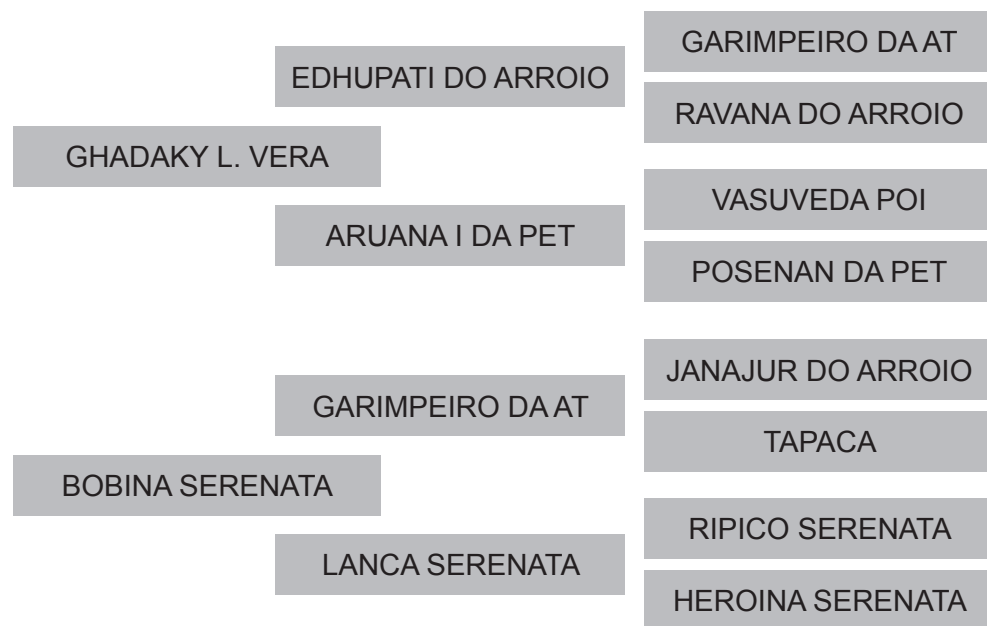 GARIMPEIRO DA AT
EDHUPATI DO ARROIO
RAVANA DO ARROIO
GHADAKY L. VERA
VASUVEDA POI
ARUANA I DA PET
POSENAN DA PET
JANAJUR DO ARROIO
GARIMPEIRO DA AT
TAPACA
BOBINA SERENATA
RIPICO SERENATA
LANCA SERENATA
HEROINA SERENATA